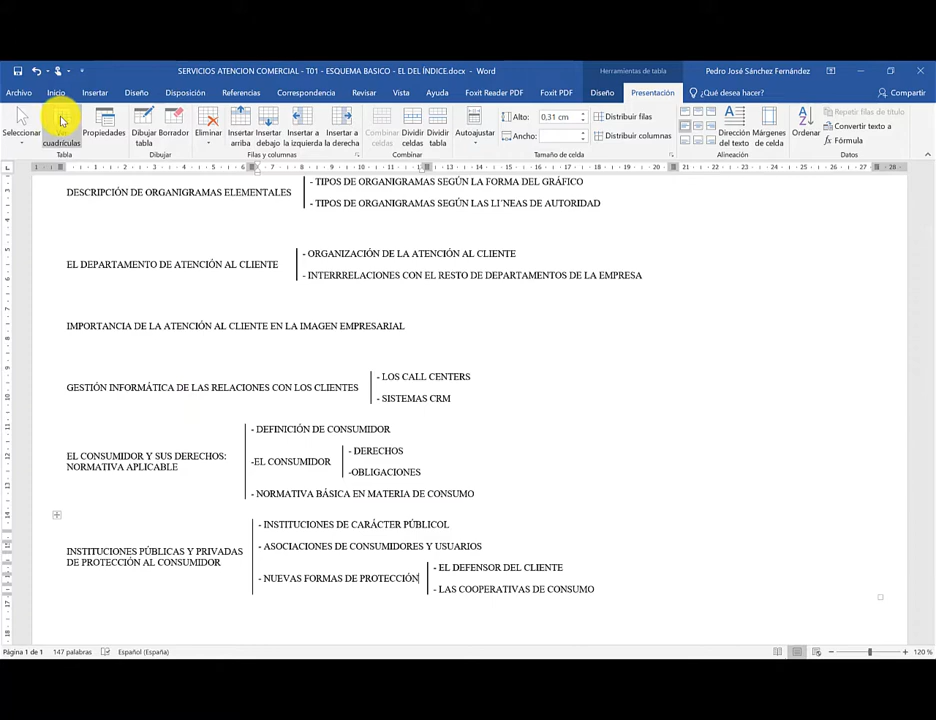 SERVICIOS ATENCION COMERCIAL - T01 - ESQUEMA BASICO - EL DEL ÍNDICE.docx - Word
Herramientas de tabla
Pedro José Sánchez Fernández
Archivo Inicio Insertar Diseño Disposición Referencias Correspondencia Revisar Vista Ayuda Foxit Reader PDF Foxit PDF Diseño Presentación ¿Qué desea hacer? Compartir
Seleccionar
Ver cuadrículas
Propiedades
Dibujar tabla
Borrador
Eliminar
Insertar arriba
Insertar debajo
Insertar a la izquierda
Insertar a la derecha
Combinar celdas
Dividir celdas
Dividir tabla
Autoajustar
Alto: 0,31 cm
Ancho:
Distribuir filas
Distribuir columnas
Dirección del texto
Márgenes de celda
Ordenar
Repetir filas de título
Convertir texto a
Fórmula
Tabla Dibujar Filas y columnas Combinar Tamaño de celda Alineación Datos
DESCRIPCIÓN DE ORGANIGRAMAS ELEMENTALES
- TIPOS DE ORGANIGRAMAS SEGÚN LA FORMA DEL GRÁFICO
- TIPOS DE ORGANIGRAMAS SEGÚN LAS LI´NEAS DE AUTORIDAD
EL DEPARTAMENTO DE ATENCIÓN AL CLIENTE
- ORGANIZACIÓN DE LA ATENCIÓN AL CLIENTE
- INTERRRELACIONES CON EL RESTO DE DEPARTAMENTOS DE LA EMPRESA
IMPORTANCIA DE LA ATENCIÓN AL CLIENTE EN LA IMAGEN EMPRESARIAL
GESTIÓN INFORMÁTICA DE LAS RELACIONES CON LOS CLIENTES
- LOS CALL CENTERS
- SISTEMAS CRM
EL CONSUMIDOR Y SUS DERECHOS:
NORMATIVA APLICABLE
- DEFINICIÓN DE CONSUMIDOR
-EL CONSUMIDOR
- DERECHOS
-OBLIGACIONES
- NORMATIVA BÁSICA EN MATERIA DE CONSUMO
INSTITUCIONES PÚBLICAS Y PRIVADAS
DE PROTECCIÓN AL CONSUMIDOR
- INSTITUCIONES DE CARÁCTER PÚBLICOL
- ASOCIACIONES DE CONSUMIDORES Y USUARIOS
- NUEVAS FORMAS DE PROTECCIÓN
- EL DEFENSOR DEL CLIENTE
- LAS COOPERATIVAS DE CONSUMO
Página 1 de 1 147 palabras Español (España) 120 %